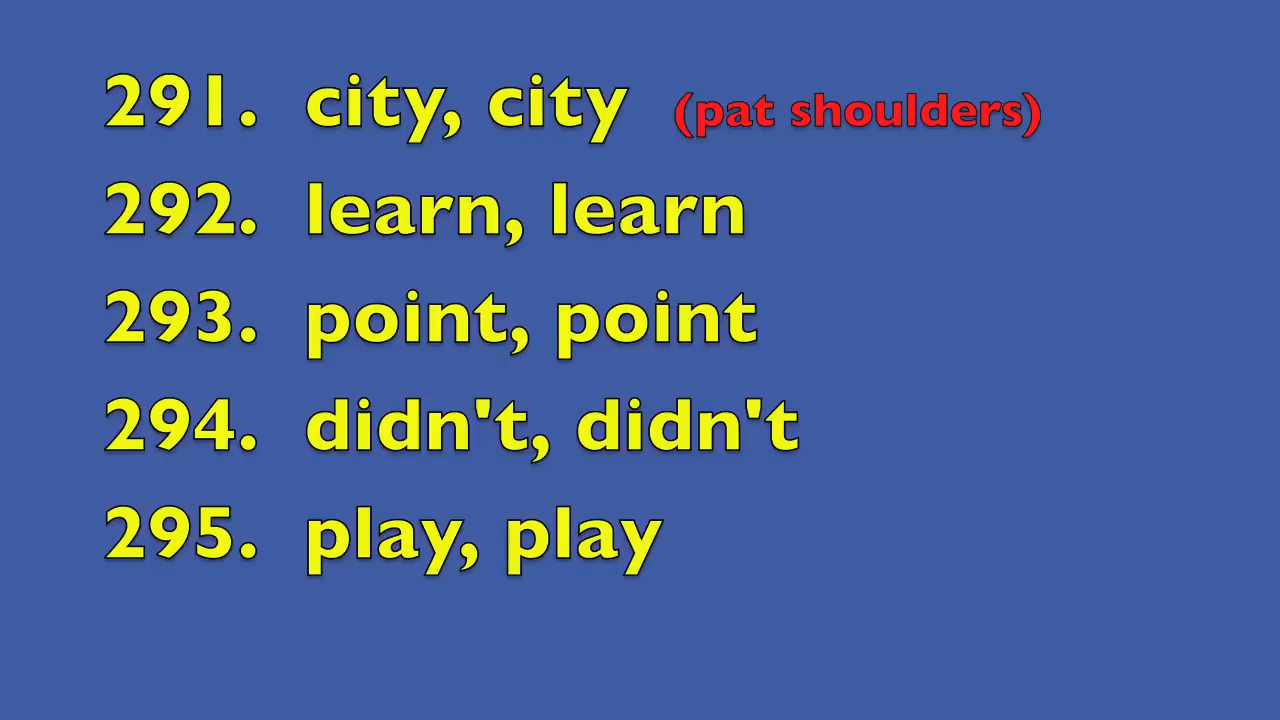 291. city, city (pat shoulders)
292. learn, learn
293. point, point
294. didn't, didn't
295. play, play